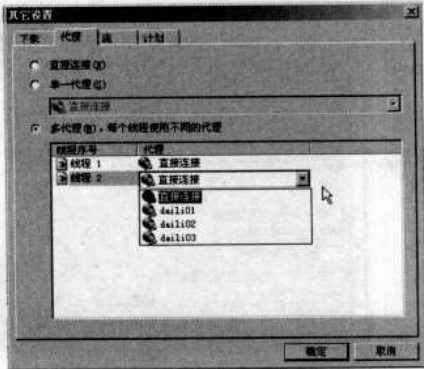 其它设置
下载 代理 计划
直接连接(X)
单一代理(G)
直接连接
多代理(M)，每个线程使用不同的代理
线程序号 代理
线程 1 直接连接
线程 2 直接连接
直接连接
daili01
daili02
daili03
确定 取消